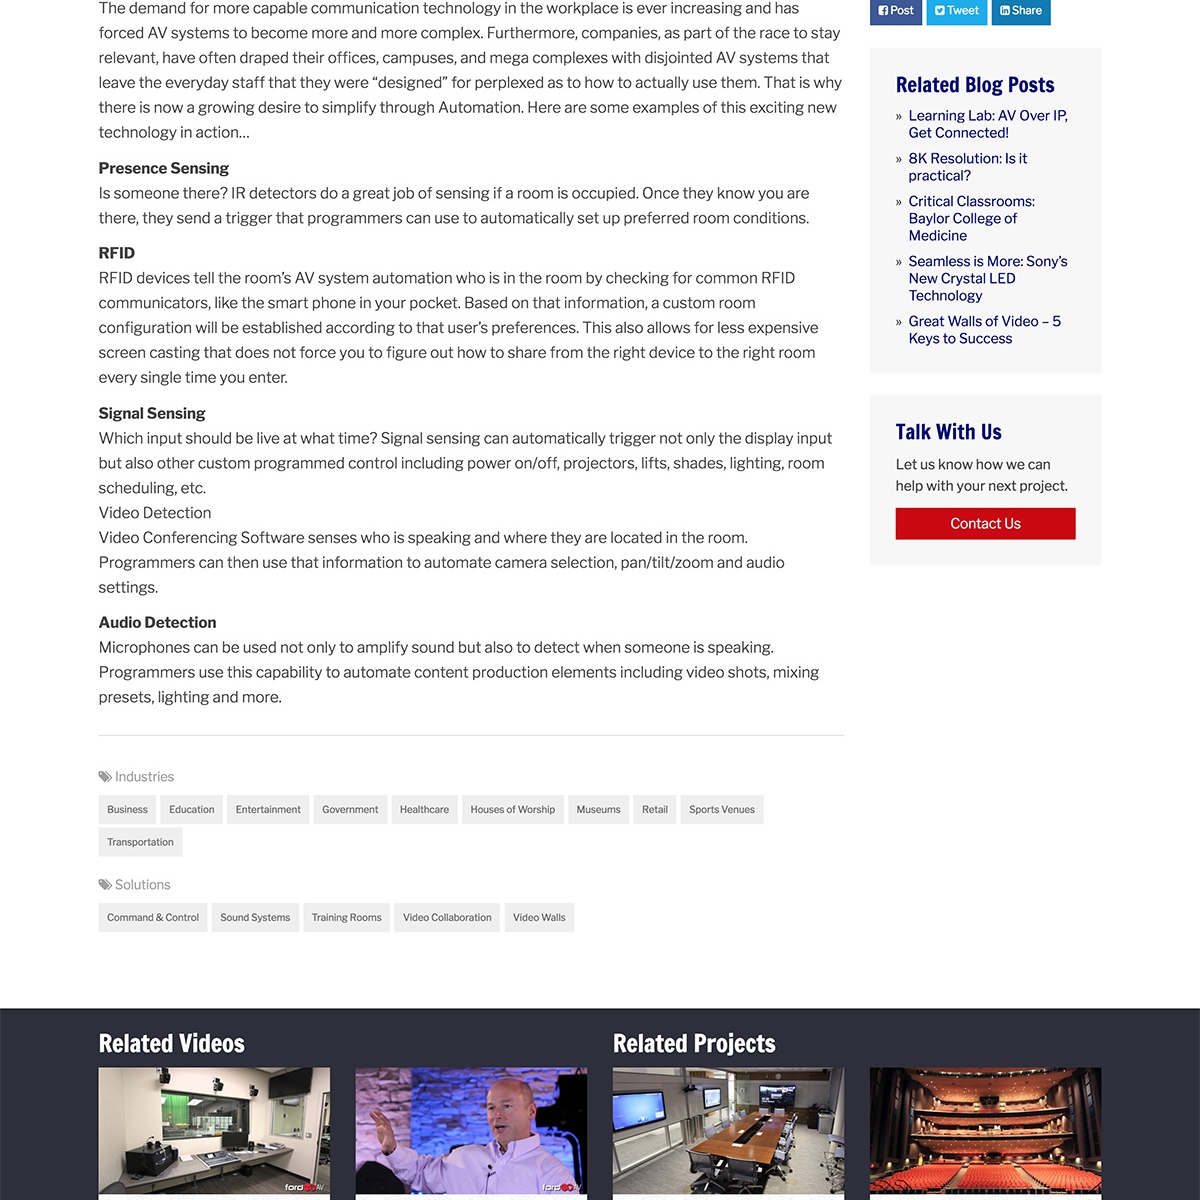 The demand for more capable communication technology in the workplace is ever increasing and has
forced AV systems to become more and more complex. Furthermore, companies, as part of the race to stay
relevant, have often draped their offices, campuses, and mega complexes with disjointed AV systems that
leave the everyday staff that they were “designed” for perplexed as to how to actually use them. That is why
there is now a growing desire to simplify through Automation. Here are some examples of this exciting new
technology in action…
Presence Sensing
Is someone there? IR detectors do a great job of sensing if a room is occupied. Once they know you are
there, they send a trigger that programmers can use to automatically set up preferred room conditions.
RFID
RFID devices tell the room’s AV system automation who is in the room by checking for common RFID
communicators, like the smart phone in your pocket. Based on that information, a custom room
configuration will be established according to that user’s preferences. This also allows for less expensive
screen casting that does not force you to figure out how to share from the right device to the right room
every single time you enter.
Signal Sensing
Which input should be live at what time? Signal sensing can automatically trigger not only the display input
but also other custom programmed control including power on/off, projectors, lifts, shades, lighting, room
scheduling, etc.
Video Detection
Video Conferencing Software senses who is speaking and where they are located in the room.
Programmers can then use that information to automate camera selection, pan/tilt/zoom and audio
settings.
Audio Detection
Microphones can be used not only to amplify sound but also to detect when someone is speaking.
Programmers use this capability to automate content production elements including video shots, mixing
presets, lighting and more.
Industries
Business Education Entertainment Government Healthcare Houses of Worship Museums Retail Sports Venues
Transportation
Solutions
Command & Control Sound Systems Training Rooms Video Collaboration Video Walls
Post Tweet Share
Related Blog Posts
» Learning Lab: AV Over IP,
Get Connected!
» 8K Resolution: Is it
practical?
» Critical Classrooms:
Baylor College of
Medicine
» Seamless is More: Sony’s
New Crystal LED
Technology
» Great Walls of Video – 5
Keys to Success
Talk With Us
Let us know how we can
help with your next project.
Contact Us
Related Videos
Related Projects
ford AV
ford AV